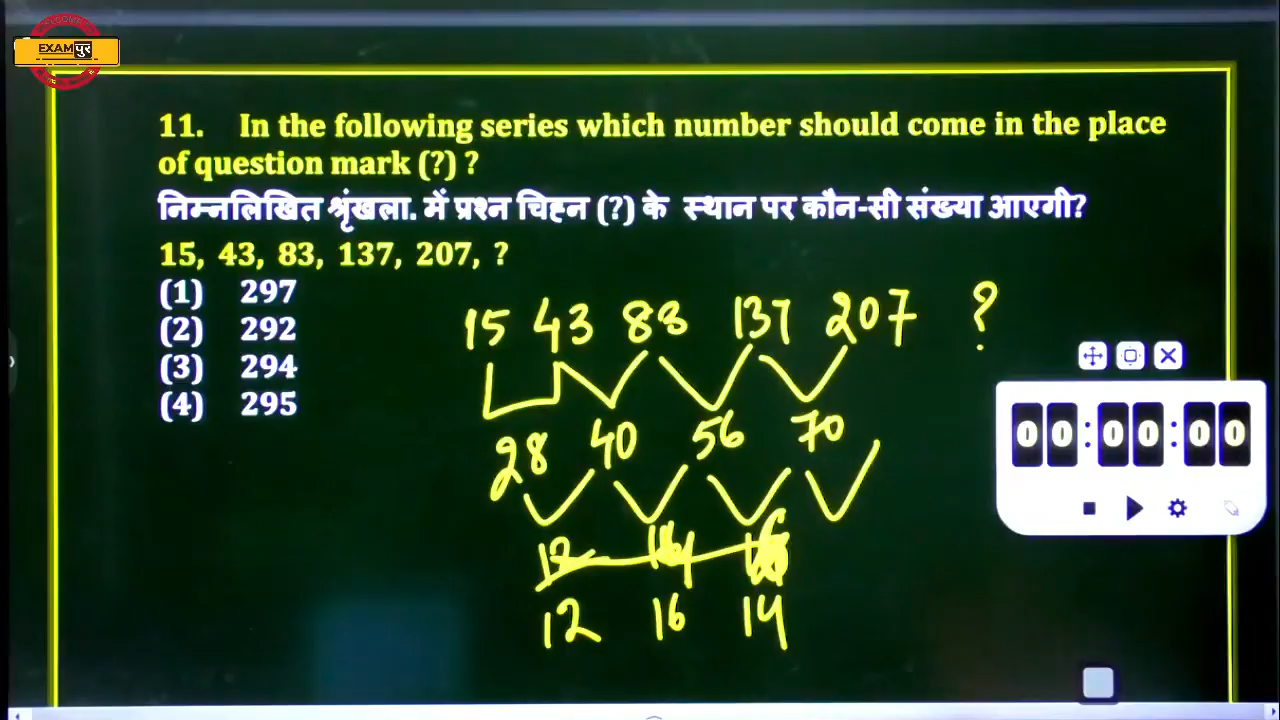 WELCOME
EXAMपुर
11. In the following series which number should come in the place
of question mark (?) ?
निम्नलिखित श्रृंखला. में प्रश्न चिह्न (?) के स्थान पर कौन-सी संख्या आएगी?
15, 43, 83, 137, 207, ?
(1) 297
(2) 292
(3) 294
(4) 295
15 43 83 137 207 ?
28 40 56 70
12 16 14
00:00:00